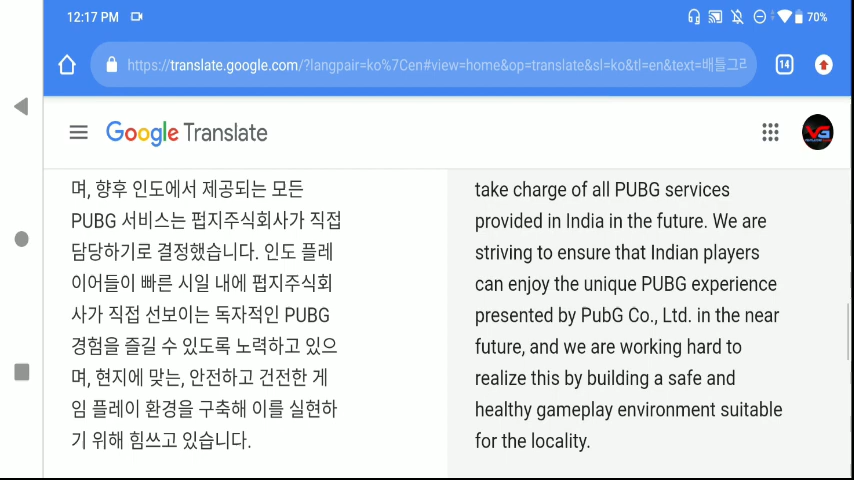 12:17 PM
70%
https://translate.google.com/?langpair=ko%7Cen#view=home&op=translate&sl=ko&tl=en&text=배틀그라
14
Google Translate
VG
며, 향후 인도에서 제공되는 모든
PUBG 서비스는 펍지주식회사가 직접
담당하기로 결정했습니다. 인도 플레
이어들이 빠른 시일 내에 펍지주식회
사가 직접 선보이는 독자적인 PUBG
경험을 즐길 수 있도록 노력하고 있으
며, 현지에 맞는, 안전하고 건전한 게
임 플레이 환경을 구축해 이를 실현하
기 위해 힘쓰고 있습니다.
take charge of all PUBG services
provided in India in the future. We are
striving to ensure that Indian players
can enjoy the unique PUBG experience
presented by PubG Co., Ltd. in the near
future, and we are working hard to
realize this by building a safe and
healthy gameplay environment suitable
for the locality.